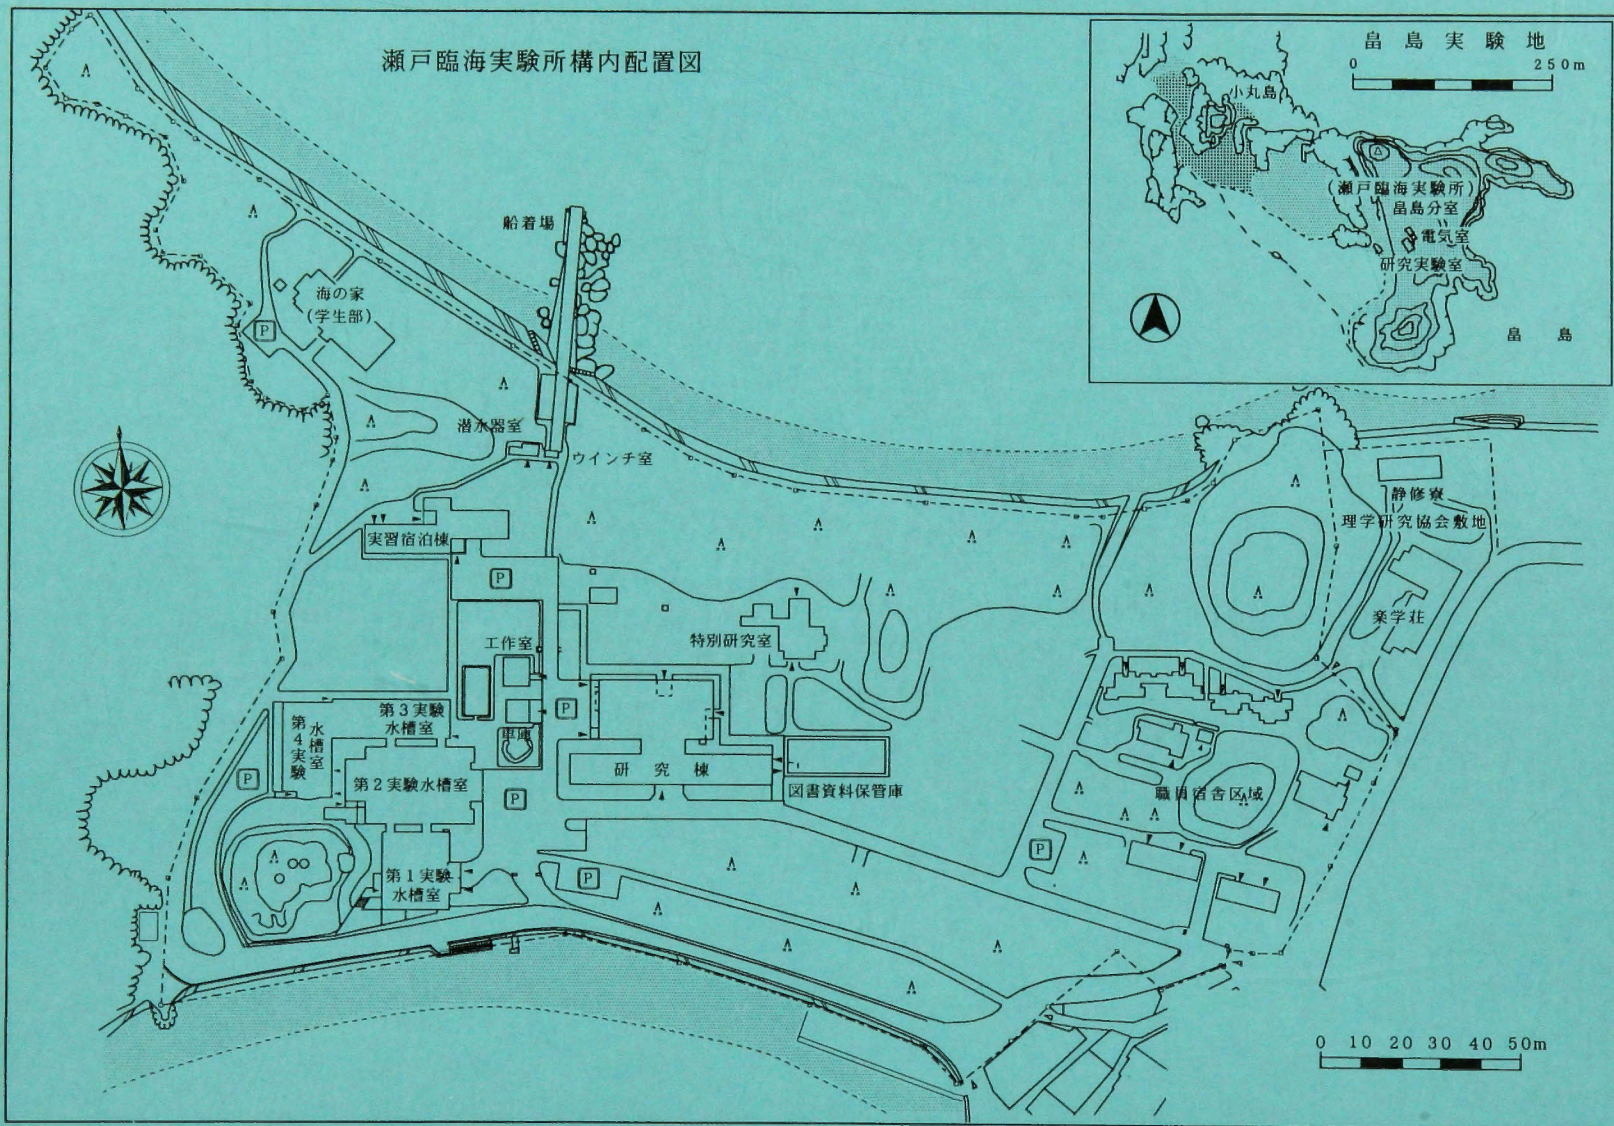 瀬戸臨海実験所構内配置図
畠島実験地
0 250m
小丸島
(瀬戸臨海実験所)
畠島分室
電気室
研究実験室
畠島
船着場
海の家
(学生部)
P
潜水器室
ウインチ室
実習宿泊棟
P
静修寮
理学研究協会敷地
楽学荘
工作室
特別研究室
P
車庫
第3実験
水槽室
第4実験
水槽室
P
第2実験水槽室
P
研究棟
図書資料保管庫
職員宿舎区域
P
第1実験
水槽室
P
0 10 20 30 40 50m